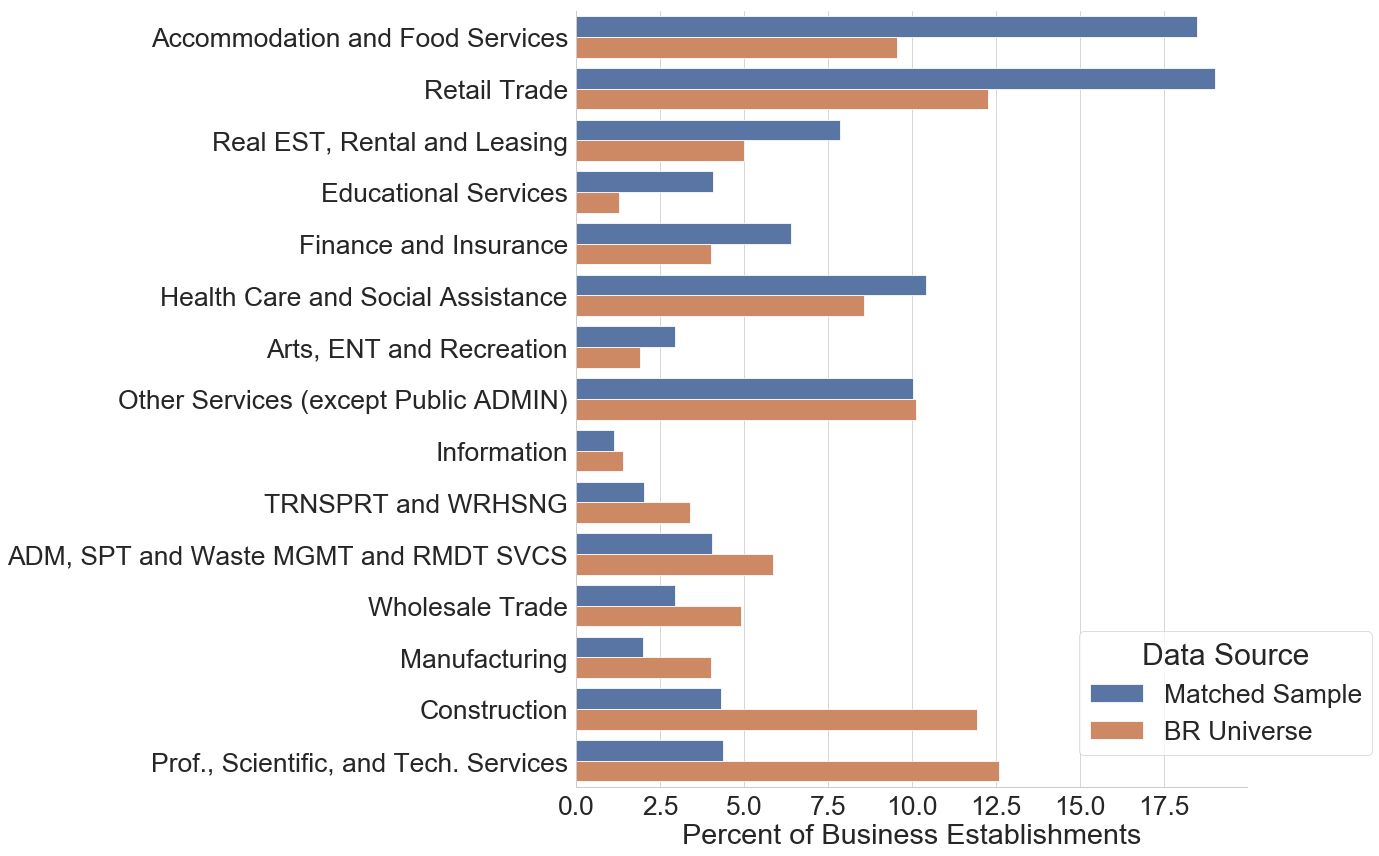 Accommodation and Food Services
Retail Trade
Real EST, Rental and Leasing
Educational Services
Finance and Insurance
Health Care and Social Assistance
Arts, ENT and Recreation
Other Services (except Public ADMIN)
Information
TRNSPRT and WRHSNG
ADM, SPT and Waste MGMT and RMDT SVCS
Wholesale Trade
Manufacturing
Construction
Prof., Scientific, and Tech. Services
Data Source
Matched Sample
BR Universe
0.0 2.5 5.0 7.5 10.0 12.5 15.0 17.5
Percent of Business Establishments